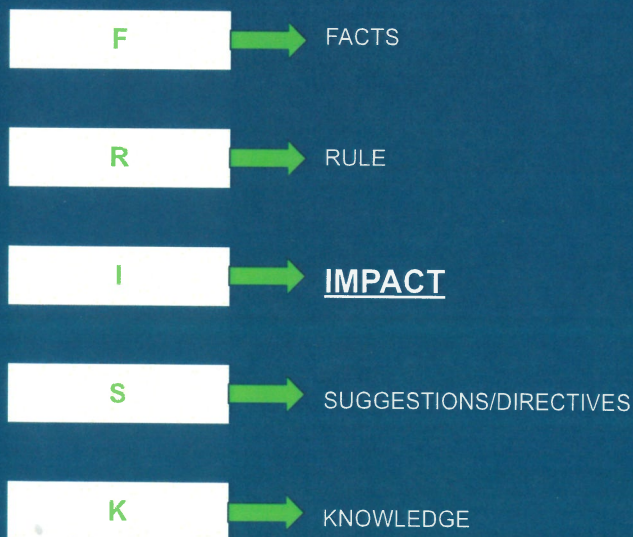 F FACTS
R RULE
I IMPACT
S SUGGESTIONS/DIRECTIVES
K KNOWLEDGE